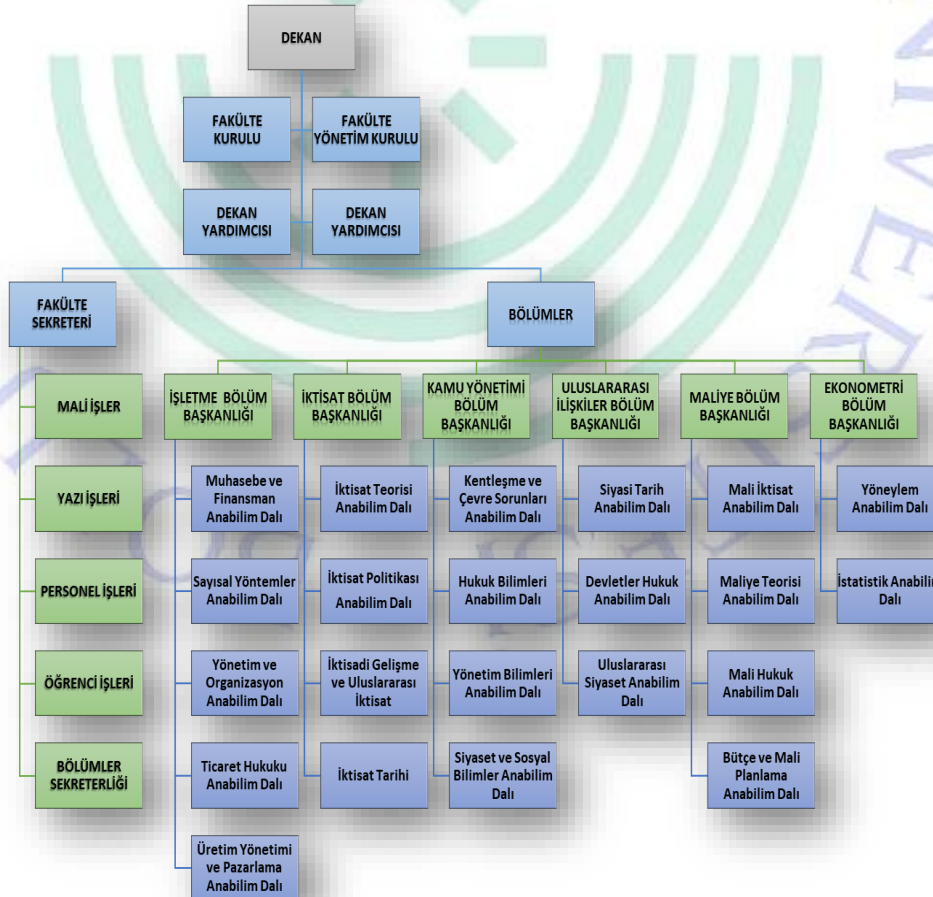 DEKAN
FAKÜLTE
KURULU
FAKÜLTE
YÖNETİM KURULU
DEKAN
YARDIMCISI
DEKAN
YARDIMCISI
FAKÜLTE
SEKRETERİ
BÖLÜMLER
MALİ İŞLER
YAZI İŞLERİ
PERSONEL İŞLERİ
ÖĞRENCİ İŞLERİ
BÖLÜMLER
SEKRETERLİĞİ
İŞLETME BÖLÜM
BAŞKANLIĞI
Muhasebe ve
Finansman
Anabilim Dalı
Sayısal Yöntemler
Anabilim Dalı
Yönetim ve
Organizasyon
Anabilim Dalı
Ticaret Hukuku
Anabilim Dalı
Üretim Yönetimi
ve Pazarlama
Anabilim Dalı
İKTİSAT BÖLÜM
BAŞKANLIĞI
İktisat Teorisi
Anabilim Dalı
İktisat Politikası
Anabilim Dalı
İktisadi Gelişme
ve Uluslararası
İktisat
İktisat Tarihi
KAMU YÖNETİMİ
BÖLÜM
BAŞKANLIĞI
Kentleşme ve
Çevre Sorunları
Anabilim Dalı
Hukuk Bilimleri
Anabilim Dalı
Yönetim Bilimleri
Anabilim Dalı
Siyaset ve Sosyal
Bilimler Anabilim
Dalı
ULUSLARARASI
İLİŞKİLER BÖLÜM
BAŞKANLIĞI
Siyasi Tarih
Anabilim Dalı
Devletler Hukuk
Anabilim Dalı
Uluslararası
Siyaset Anabilim
Dalı
MALİYE BÖLÜM
BAŞKANLIĞI
Mali İktisat
Anabilim Dalı
Maliye Teorisi
Anabilim Dalı
Mali Hukuk
Anabilim Dalı
Bütçe ve Mali
Planlama
Anabilim Dalı
EKONOMETRİ
BÖLÜM
BAŞKANLIĞI
Yöneylem
Anabilim Dalı
İstatistik Anabilim
Dalı